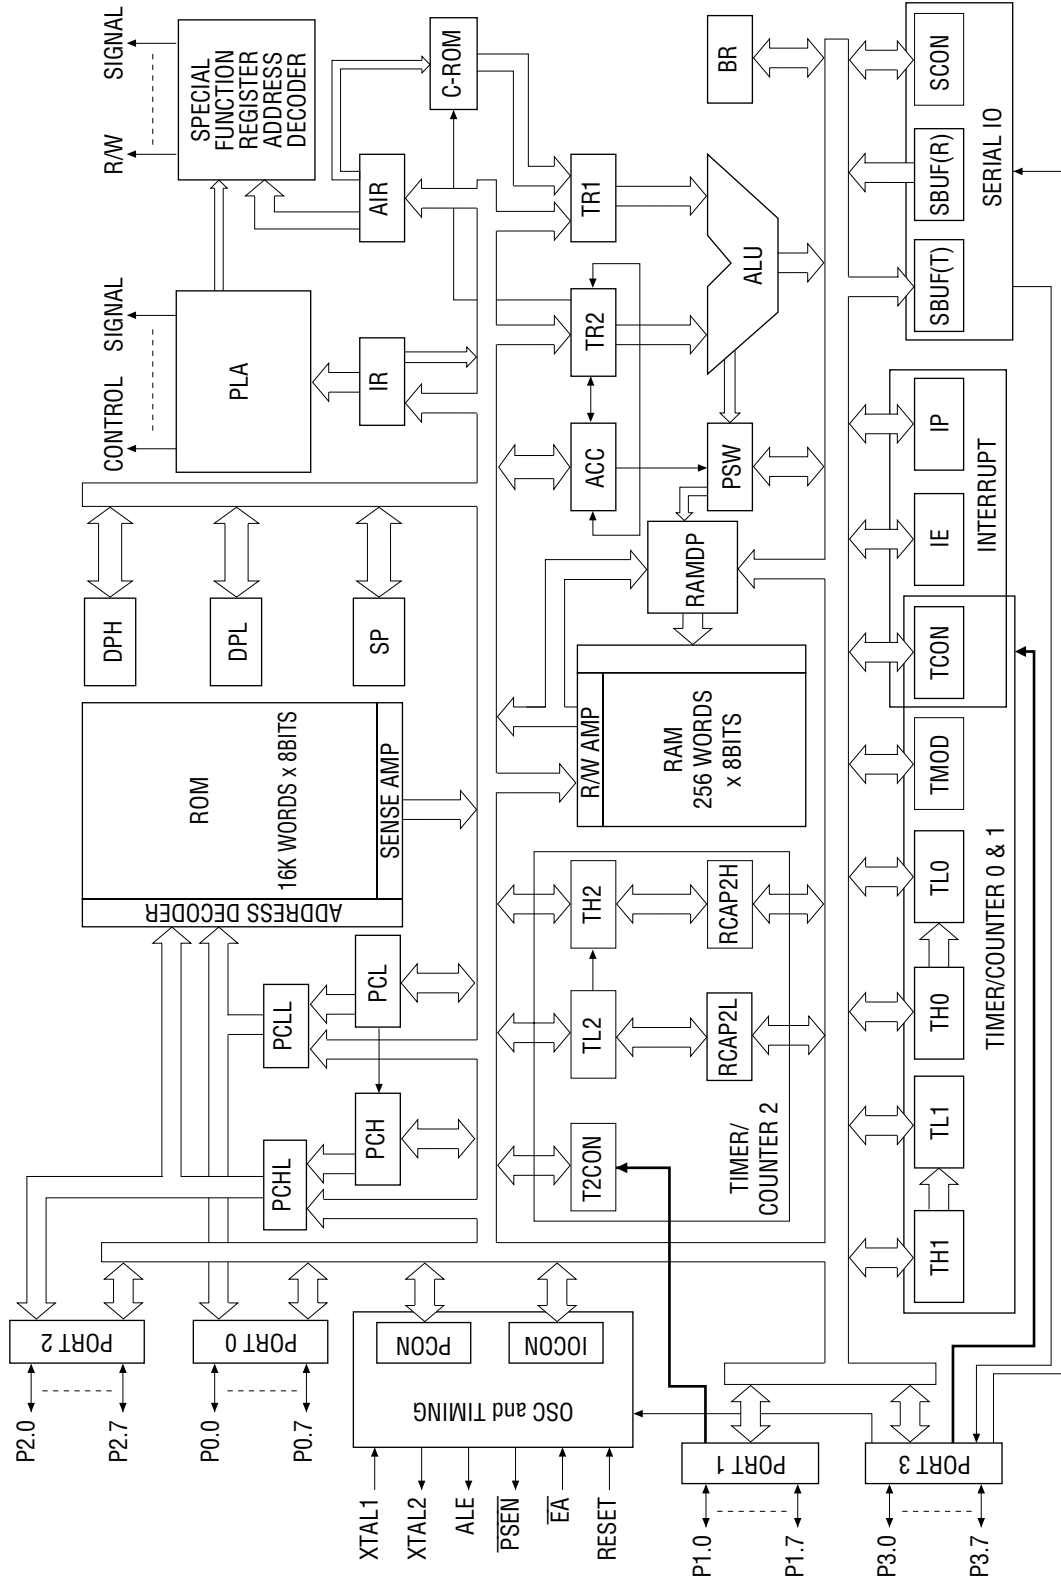 SIGNAL
R/W
SPECIAL
FUNCTION
REGISTER
ADDRESS
DECODER
C-ROM
AIR
SIGNAL
CONTROL
PLA
IR
TR1
TR2
ACC
ALU
PSW
BR
RAMDP
DPH
DPL
SP
ROM
16K WORDS x 8BITS
SENSE AMP
ADDRESS DECODER
R/W AMP
RAM
256 WORDS
x 8BITS
PCL
PCLL
PCH
PCHL
TH2
TL2
T2CON
RCAP2H
RCAP2L
TIMER/
COUNTER 2
SCON
SBUF(R)
SBUF(T)
SERIAL IO
IP
IE
INTERRUPT
TCON
TMOD
TL0
TH0
TL1
TH1
TIMER/COUNTER 0 & 1
PORT 2
PORT 0
PCON
IOCON
OSC and TIMING
PORT 1
PORT 3
P2.0
P2.7
P0.0
P0.7
XTAL1
XTAL2
ALE
PSEN
EA
RESET
P1.0
P1.7
P3.0
P3.7